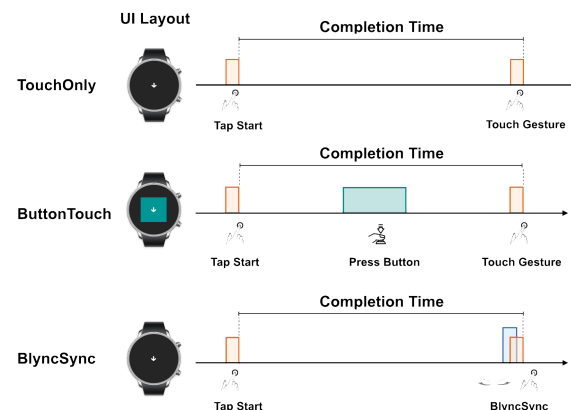 UI Layout
Completion Time
TouchOnly
Tap Start
Touch Gesture
Completion Time
ButtonTouch
Tap Start
Press Button
Touch Gesture
Completion Time
BlyncSync
Tap Start
BlyncSync